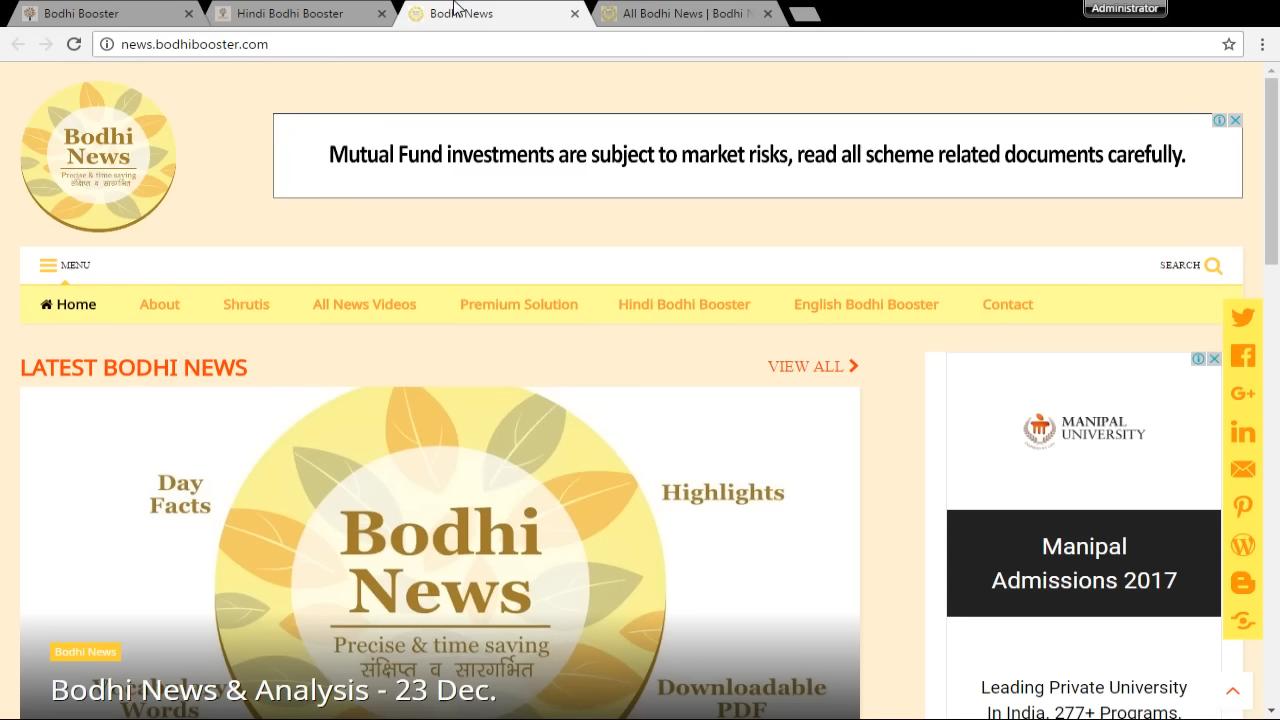 Bodhi Booster
Hindi Bodhi Booster
Bodhi News
All Bodhi News | Bodhi N
Administrator
news.bodhibooster.com
Bodhi
News
Precise & time saving
संक्षिप्त व सारगर्भित
Mutual Fund investments are subject to market risks, read all scheme related documents carefully.
MENU
SEARCH
Home About Shrutis All News Videos Premium Solution Hindi Bodhi Booster English Bodhi Booster Contact
LATEST BODHI NEWS
VIEW ALL
Day
Facts
Highlights
Bodhi
News
Precise & time saving
संक्षिप्त व सारगर्भित
Words
Downloadable
PDF
Bodhi News
Bodhi News & Analysis - 23 Dec.
MANIPAL
UNIVERSITY
Manipal
Admissions 2017
Leading Private University
In India. 277+ Programs.